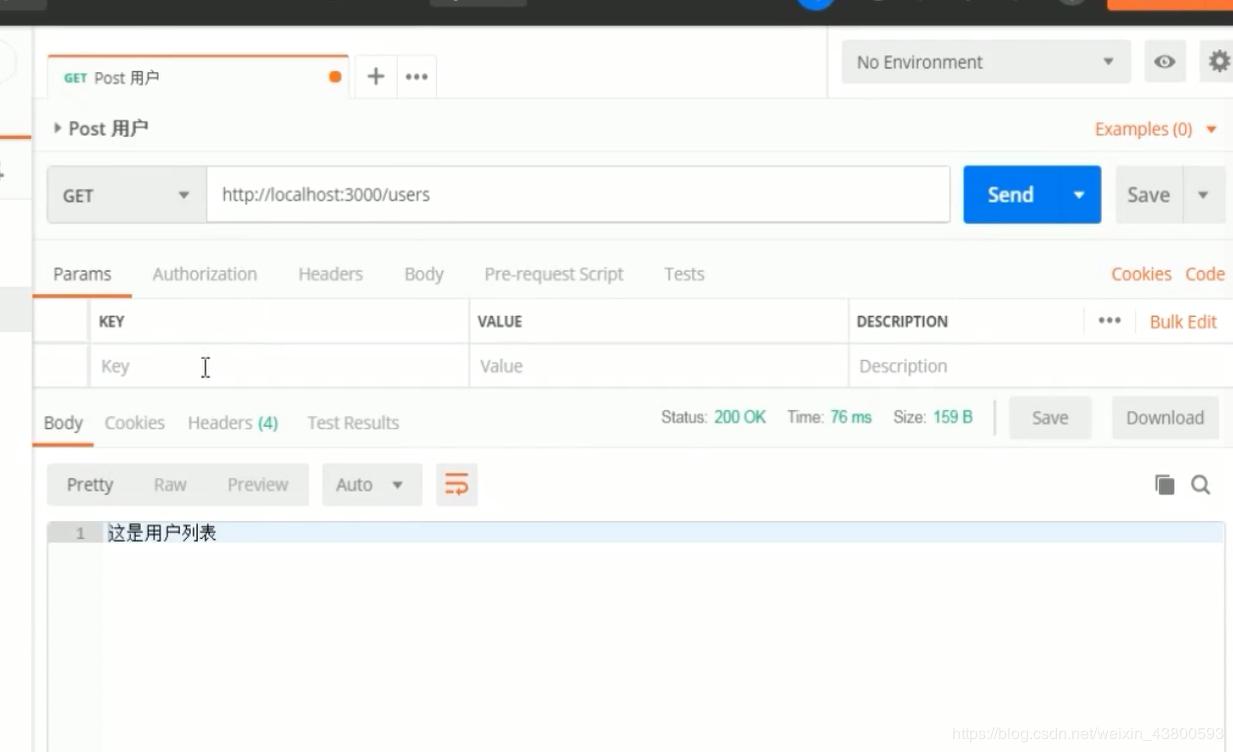 GET Post 用户
No Environment
Post 用户
Examples (0)
GET http://localhost:3000/users Send Save
Params Authorization Headers Body Pre-request Script Tests Cookies Code
KEY VALUE DESCRIPTION ••• Bulk Edit
Key Value Description
Body Cookies Headers (4) Test Results Status: 200 OK Time: 76 ms Size: 159 B Save Download
Pretty Raw Preview Auto
1 这是用户列表
https://blog.csdn.net/weixin_43800593